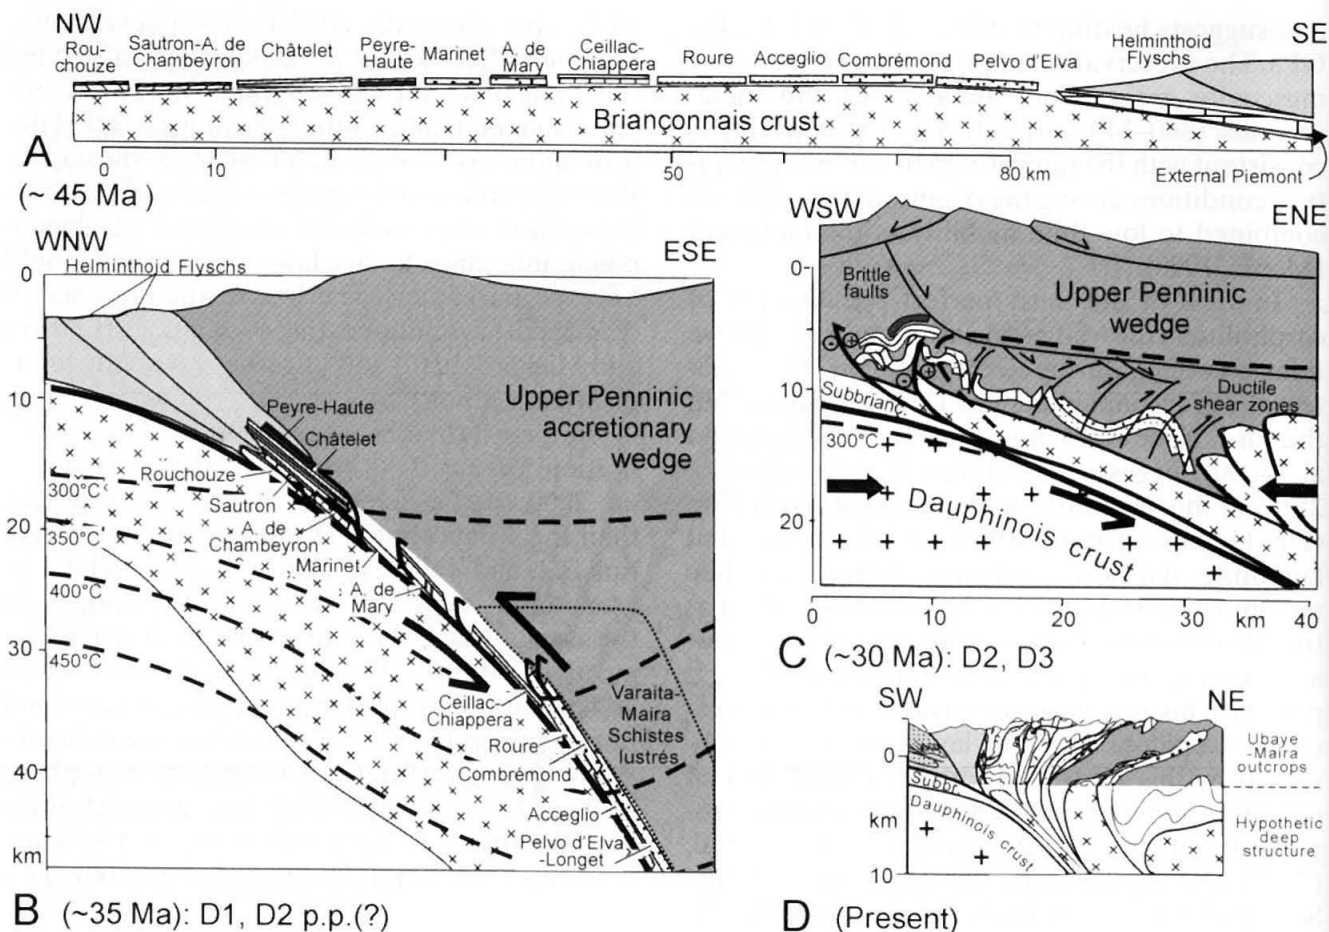 NW
SE
Rou-
chouze
Sautron-A. de
Chambeyron
Châtelet
Peyre-
Haute
Marinet
A. de
Mary
Ceillac-
Chiappera
Roure
Acceglio
Combrémond
Pelvo d'Elva
Helminthoid
Flyschs
Briançonnais crust
A
(~ 45 Ma)
0
10
50
80 km
External Piemont
WNW
ESE
Helminthoid Flyschs
0
10
20
30
40
km
Upper Penninic
accretionary
wedge
Peyre-Haute
Châtelet
Rouchouze
Sautron
A. de
Chambeyron
Marinet
A. de
Mary
300°C
350°C
400°C
450°C
Ceillac-
Chiappera
Roure
Combrémond
Acceglio
Pelvo d'Elva
-Longet
Varaita-
Maira
Schistes
lustrés
B (~35 Ma): D1, D2 p.p.(?)
WSW
ENE
0
10
20
Brittle
faults
Upper Penninic
wedge
Ductile
shear zones
Subbrianç.
300°C
Dauphinois crust
0
10
20
30
km
40
C (~30 Ma): D2, D3
SW
NE
0
km
10
Subbr.
Dauphinois crust
Ubaye
-Maira
outcrops
Hypothetic
deep
structure
D (Present)